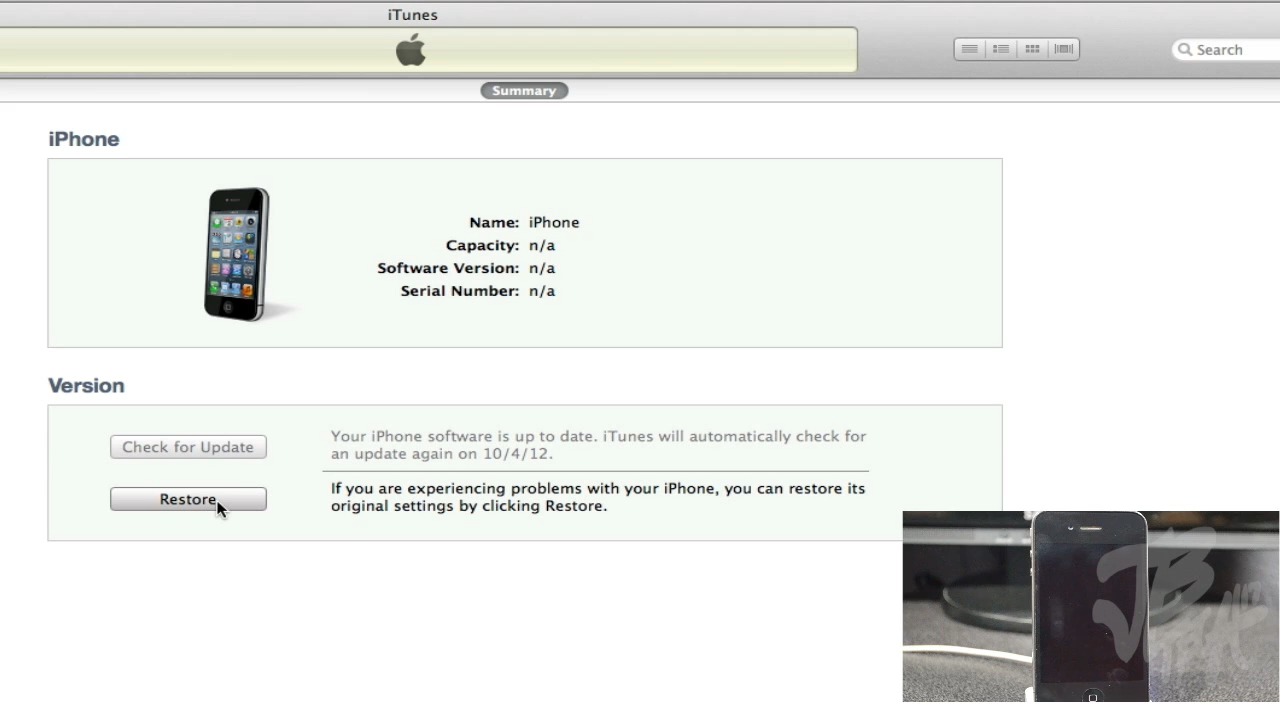 iTunes
Search
Summary
iPhone
Name: iPhone
Capacity: n/a
Software Version: n/a
Serial Number: n/a
Version
Check for Update
Your iPhone software is up to date. iTunes will automatically check for
an update again on 10/4/12.
Restore
If you are experiencing problems with your iPhone, you can restore its
original settings by clicking Restore.
JB